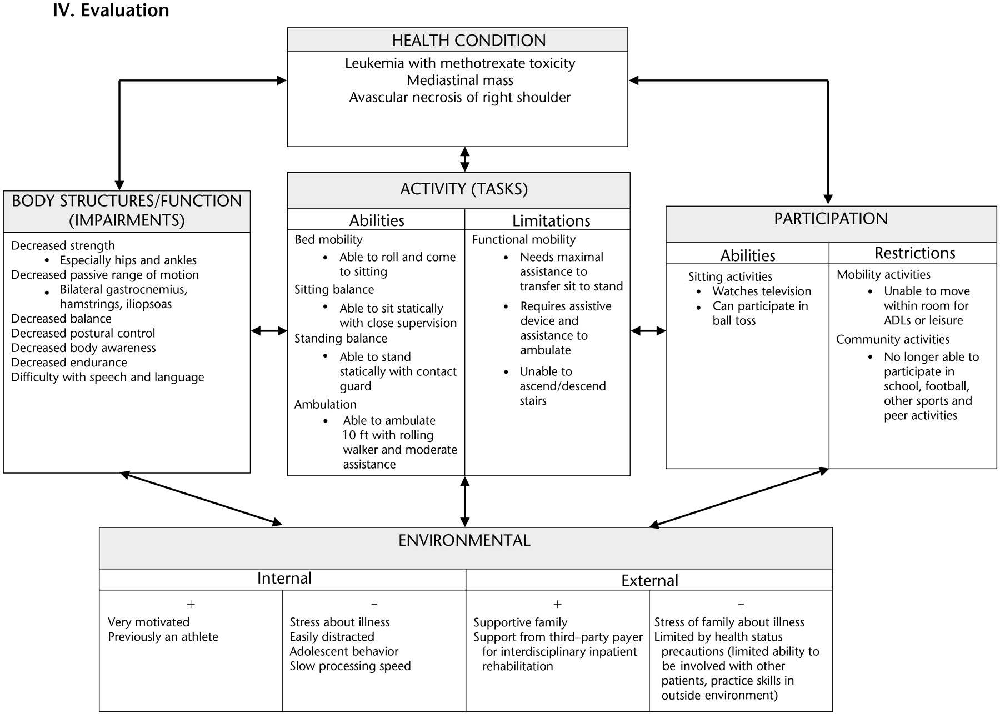 IV. Evaluation
HEALTH CONDITION
Leukemia with methotrexate toxicity
Mediastinal mass
Avascular necrosis of right shoulder
BODY STRUCTURES/FUNCTION
(IMPAIRMENTS)
Decreased strength
• Especially hips and ankles
Decreased passive range of motion
• Bilateral gastrocnemius,
hamstrings, iliopsoas
Decreased balance
Decreased postural control
Decreased body awareness
Decreased endurance
Difficulty with speech and language
ACTIVITY (TASKS)
Abilities
Bed mobility
• Able to roll and come
to sitting
Sitting balance
• Able to sit statically
with close supervision
Standing balance
• Able to stand
statically with contact
guard
Ambulation
• Able to ambulate
10 ft with rolling
walker and moderate
assistance
Limitations
Functional mobility
• Needs maximal
assistance to
transfer sit to stand
• Requires assistive
device and
assistance to
ambulate
• Unable to
ascend/descend
stairs
PARTICIPATION
Abilities
Sitting activities
• Watches television
• Can participate in
ball toss
Restrictions
Mobility activities
• Unable to move
within room for
ADLs or leisure
Community activities
• No longer able to
participate in
school, football,
other sports and
peer activities
ENVIRONMENTAL
Internal
+
Very motivated
Previously an athlete
–
Stress about illness
Easily distracted
Adolescent behavior
Slow processing speed
External
+
Supportive family
Support from third–party payer
for interdisciplinary inpatient
rehabilitation
–
Stress of family about illness
Limited by health status
precautions (limited ability to
be involved with other
patients, practice skills in
outside environment)